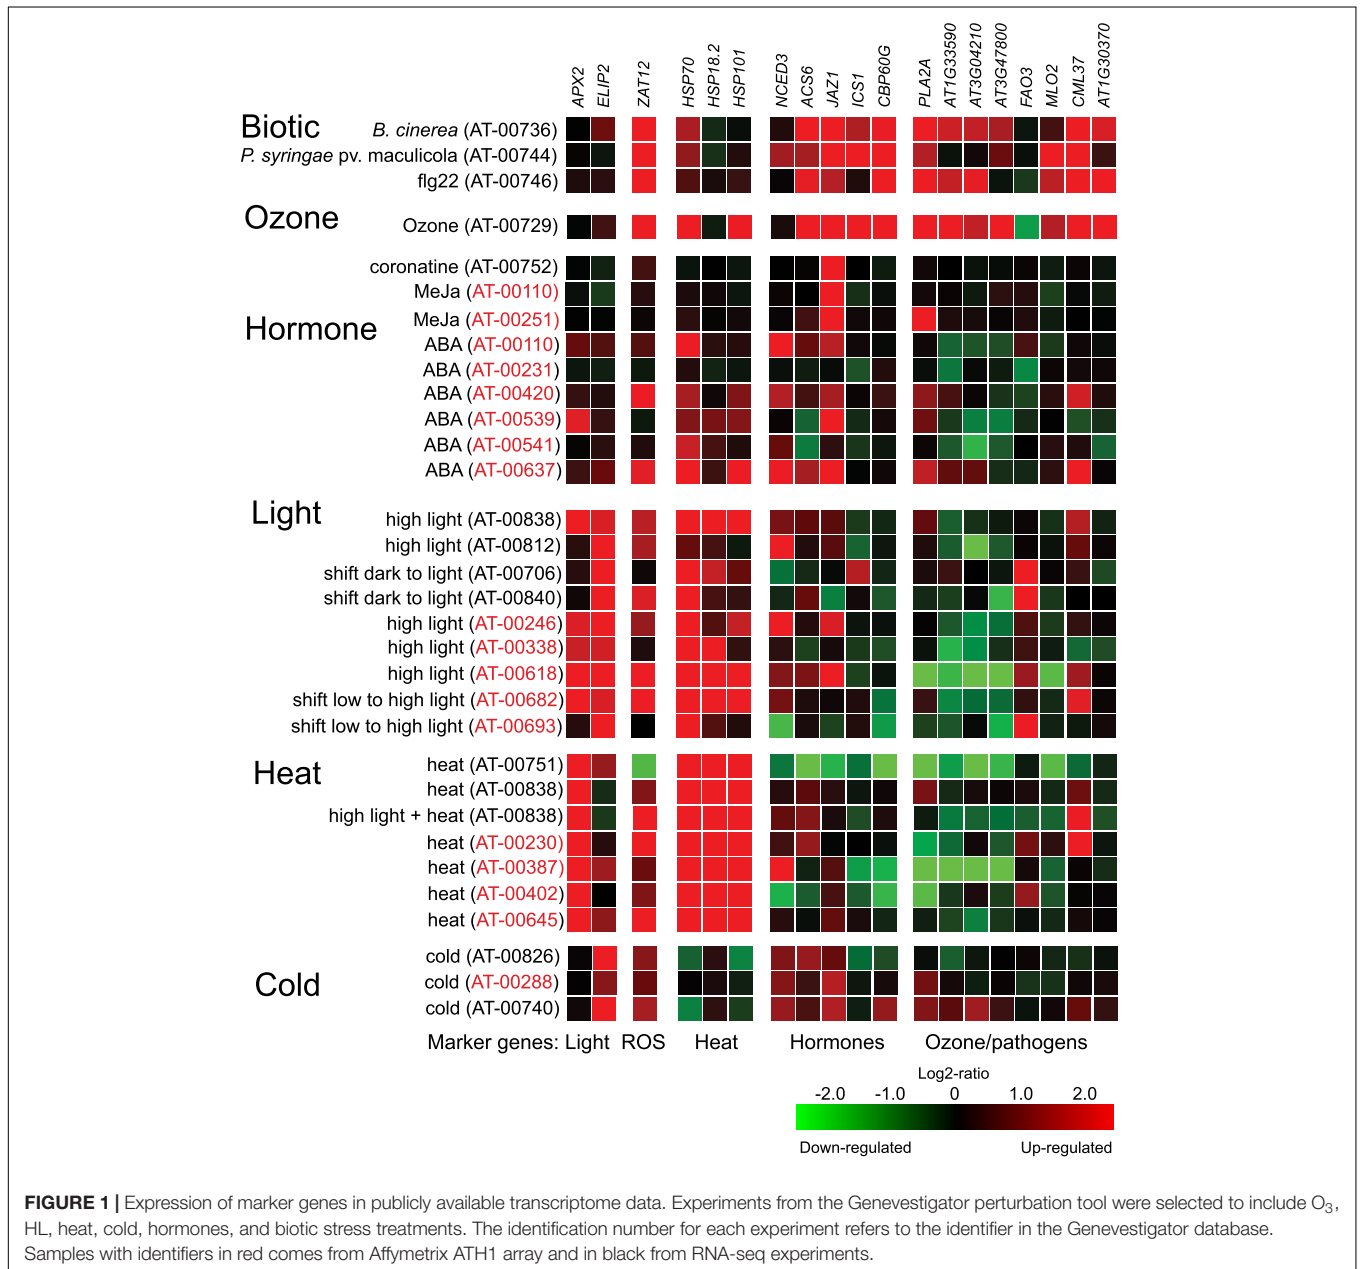 APX2 ELIP2 ZAT12 HSP70 HSP18.2 HSP101 NCED3 ACS6 JAZ1 ICS1 CBP60G PLA2A AT1G33590 AT3G04210 AT3G47800 FAO3 MLO2 CML37 AT1G30370
Biotic
B. cinerea (AT-00736)
P. syringae pv. maculicola (AT-00744)
flg22 (AT-00746)
Ozone
Ozone (AT-00729)
Hormone
coronatine (AT-00752)
MeJa (AT-00110)
MeJa (AT-00251)
ABA (AT-00110)
ABA (AT-00231)
ABA (AT-00420)
ABA (AT-00539)
ABA (AT-00541)
ABA (AT-00637)
Light
high light (AT-00838)
high light (AT-00812)
shift dark to light (AT-00706)
shift dark to light (AT-00840)
high light (AT-00246)
high light (AT-00338)
high light (AT-00618)
shift low to high light (AT-00682)
shift low to high light (AT-00693)
Heat
heat (AT-00751)
heat (AT-00838)
high light + heat (AT-00838)
heat (AT-00230)
heat (AT-00387)
heat (AT-00402)
heat (AT-00645)
Cold
cold (AT-00826)
cold (AT-00288)
cold (AT-00740)
Marker genes: Light ROS Heat Hormones Ozone/pathogens
Log2-ratio
-2.0 -1.0 0 1.0 2.0
Down-regulated Up-regulated
FIGURE 1 | Expression of marker genes in publicly available transcriptome data. Experiments from the Genevestigator perturbation tool were selected to include O3,
HL, heat, cold, hormones, and biotic stress treatments. The identification number for each experiment refers to the identifier in the Genevestigator database.
Samples with identifiers in red comes from Affymetrix ATH1 array and in black from RNA-seq experiments.